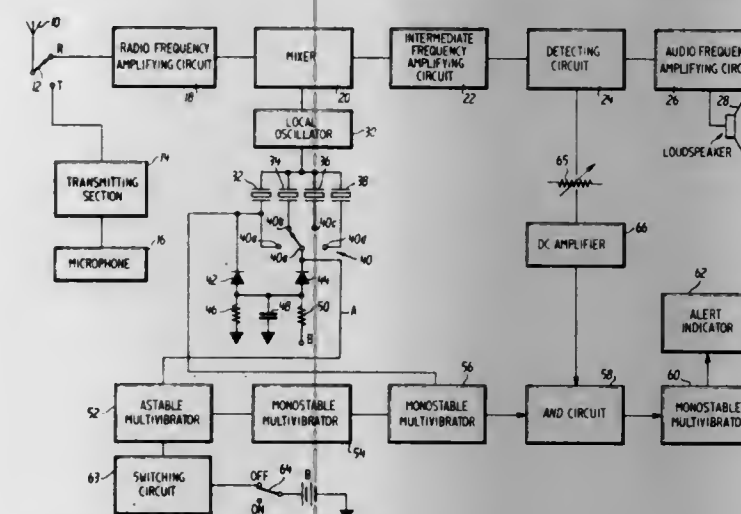 10
R
12
T
RADIO FREQUENCY
AMPLIFYING CIRCUIT
18
MIXER
20
INTERMEDIATE
FREQUENCY
AMPLIFYING
CIRCUIT
22
DETECTING
CIRCUIT
24
AUDIO FREQUEN
AMPLIFYING CIRC
26
28
LOUDSPEAKER
LOCAL
OSCILLATOR
30
14
TRANSMITTING
SECTION
16
MICROPHONE
32
34
36
38
40b
40c
40a
40e
40d
40
42
44
46
48
50
A
B
65
DC AMPLIFIER
66
62
ALERT
INDICATOR
52
ASTABLE
MULTIVIBRATOR
MONOSTABLE
MULTIVIBRATOR
54
56
MONOSTABLE
MULTIVIBRATOR
58
AND CIRCUIT
60
MONOSTABLE
MULTIVIBRATO
63
SWITCHING
CIRCUIT
OFF
64
B
ON